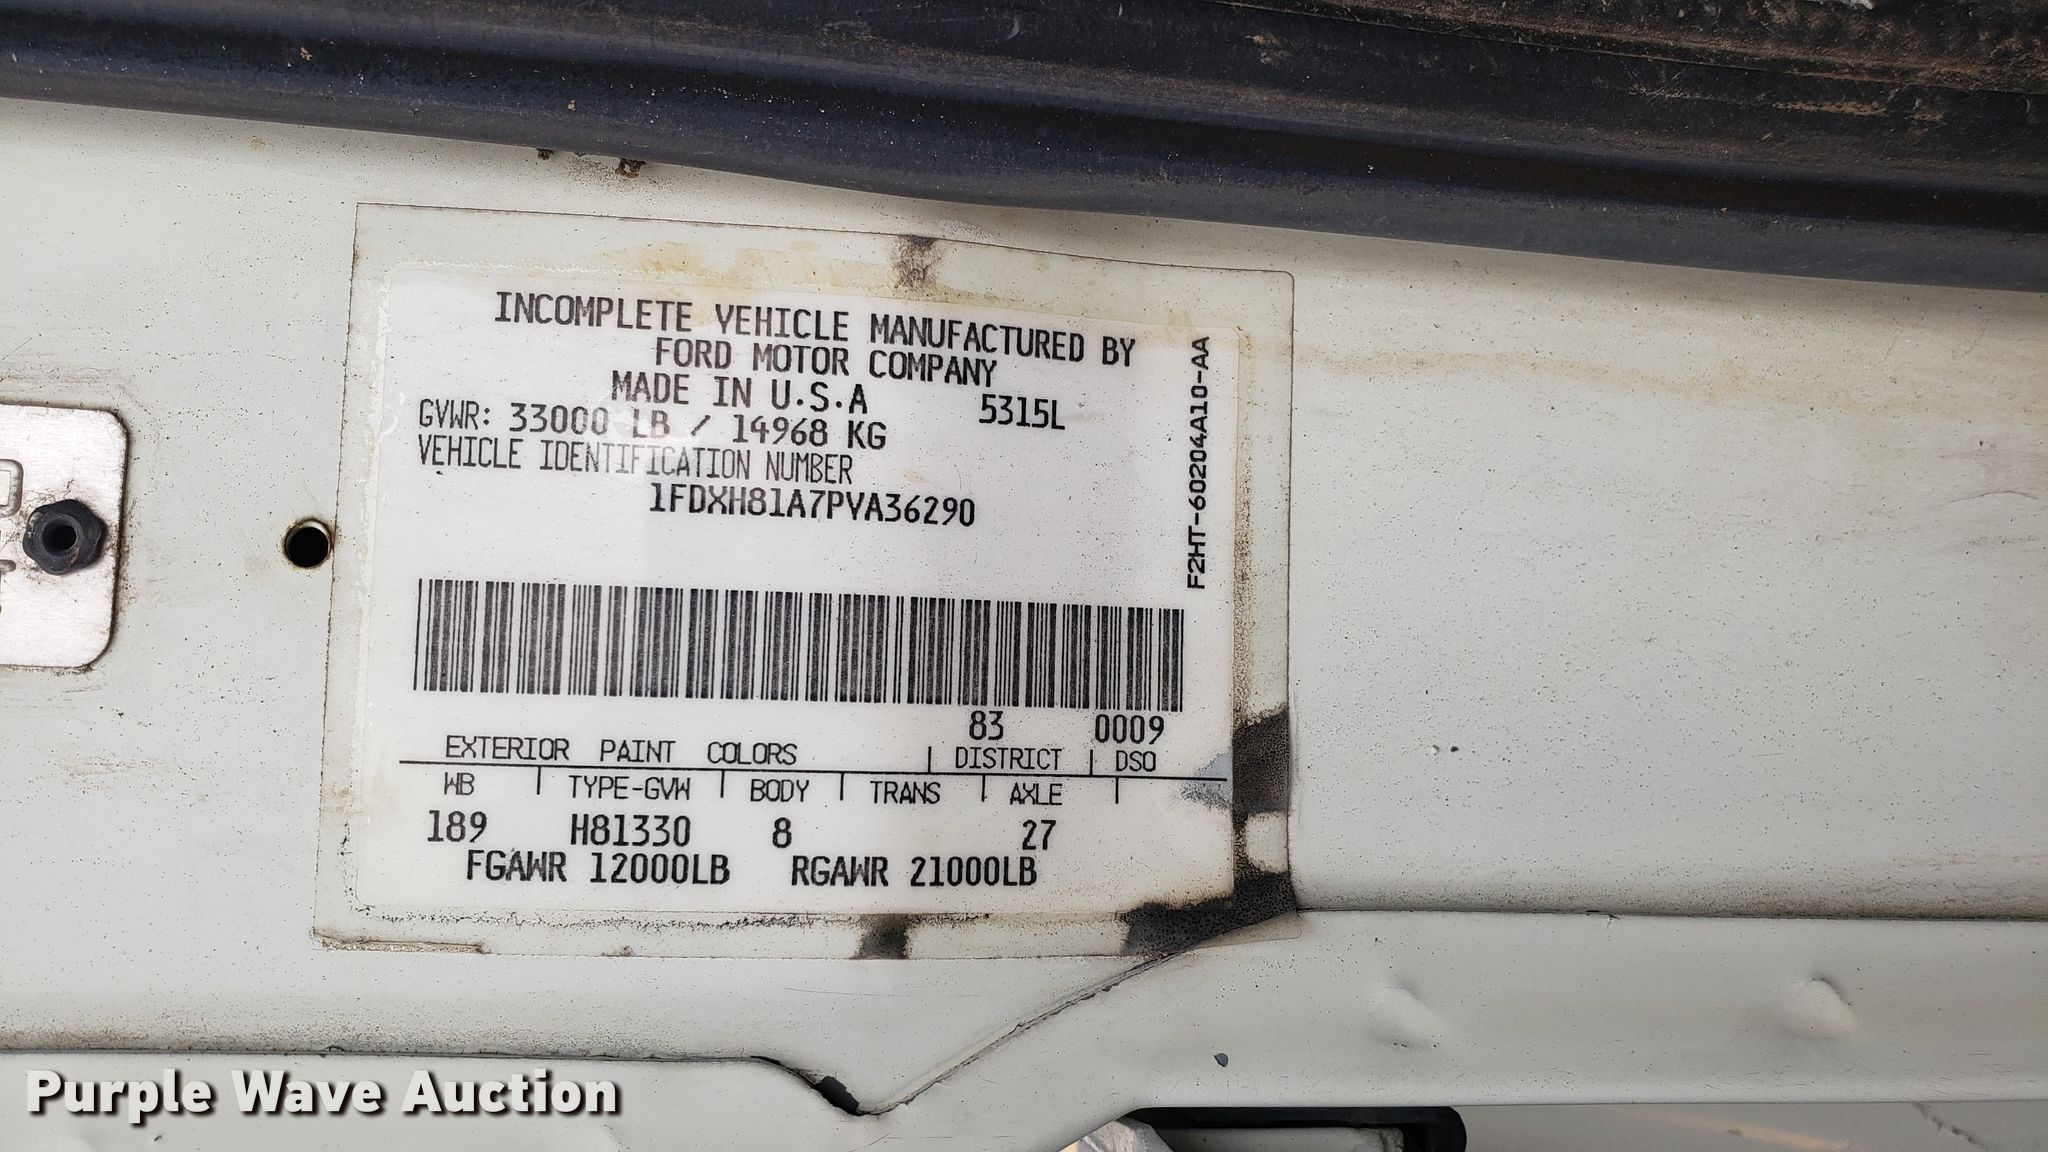 INCOMPLETE VEHICLE MANUFACTURED BY
FORD MOTOR COMPANY
MADE IN U.S.A
5315L
GVWR: 33000 LB / 14968 KG
VEHICLE IDENTIFICATION NUMBER
1FDXH81A7PVA36290
F2HT-60204A10-AA
83 0009
EXTERIOR PAINT COLORS DISTRICT DSO
WB TYPE-GVW BODY TRANS AXLE
189 H81330 8 27
FGAWR 12000LB RGAWR 21000LB
Purple Wave Auction